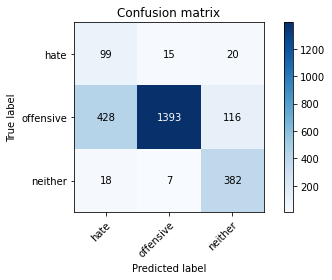 Confusion matrix
True label
hate 99 15 20
offensive 428 1393 116
neither 18 7 382
hate offensive neither
Predicted label
1200
1000
800
600
400
200